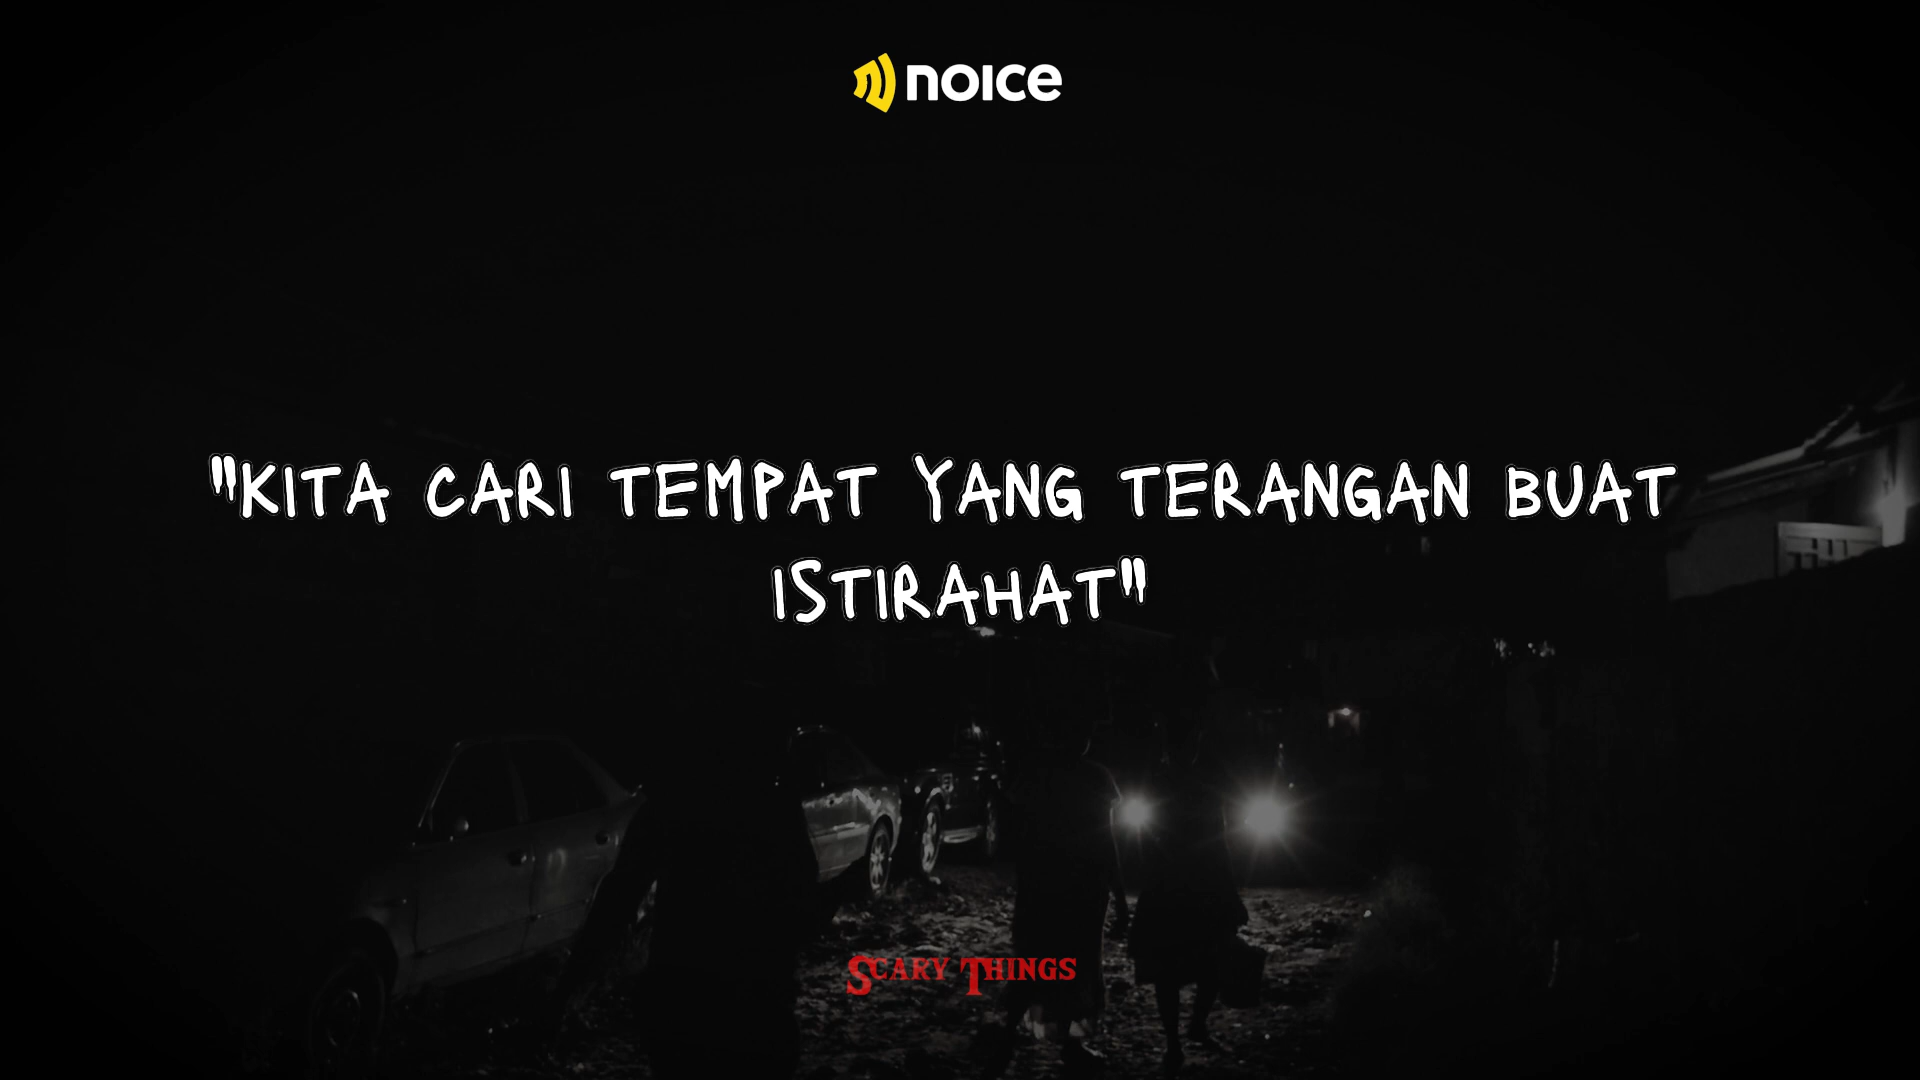 noice
"KITA CARI TEMPAT YANG TERANGAN BUAT
ISTIRAHAT"
SCARY THINGS